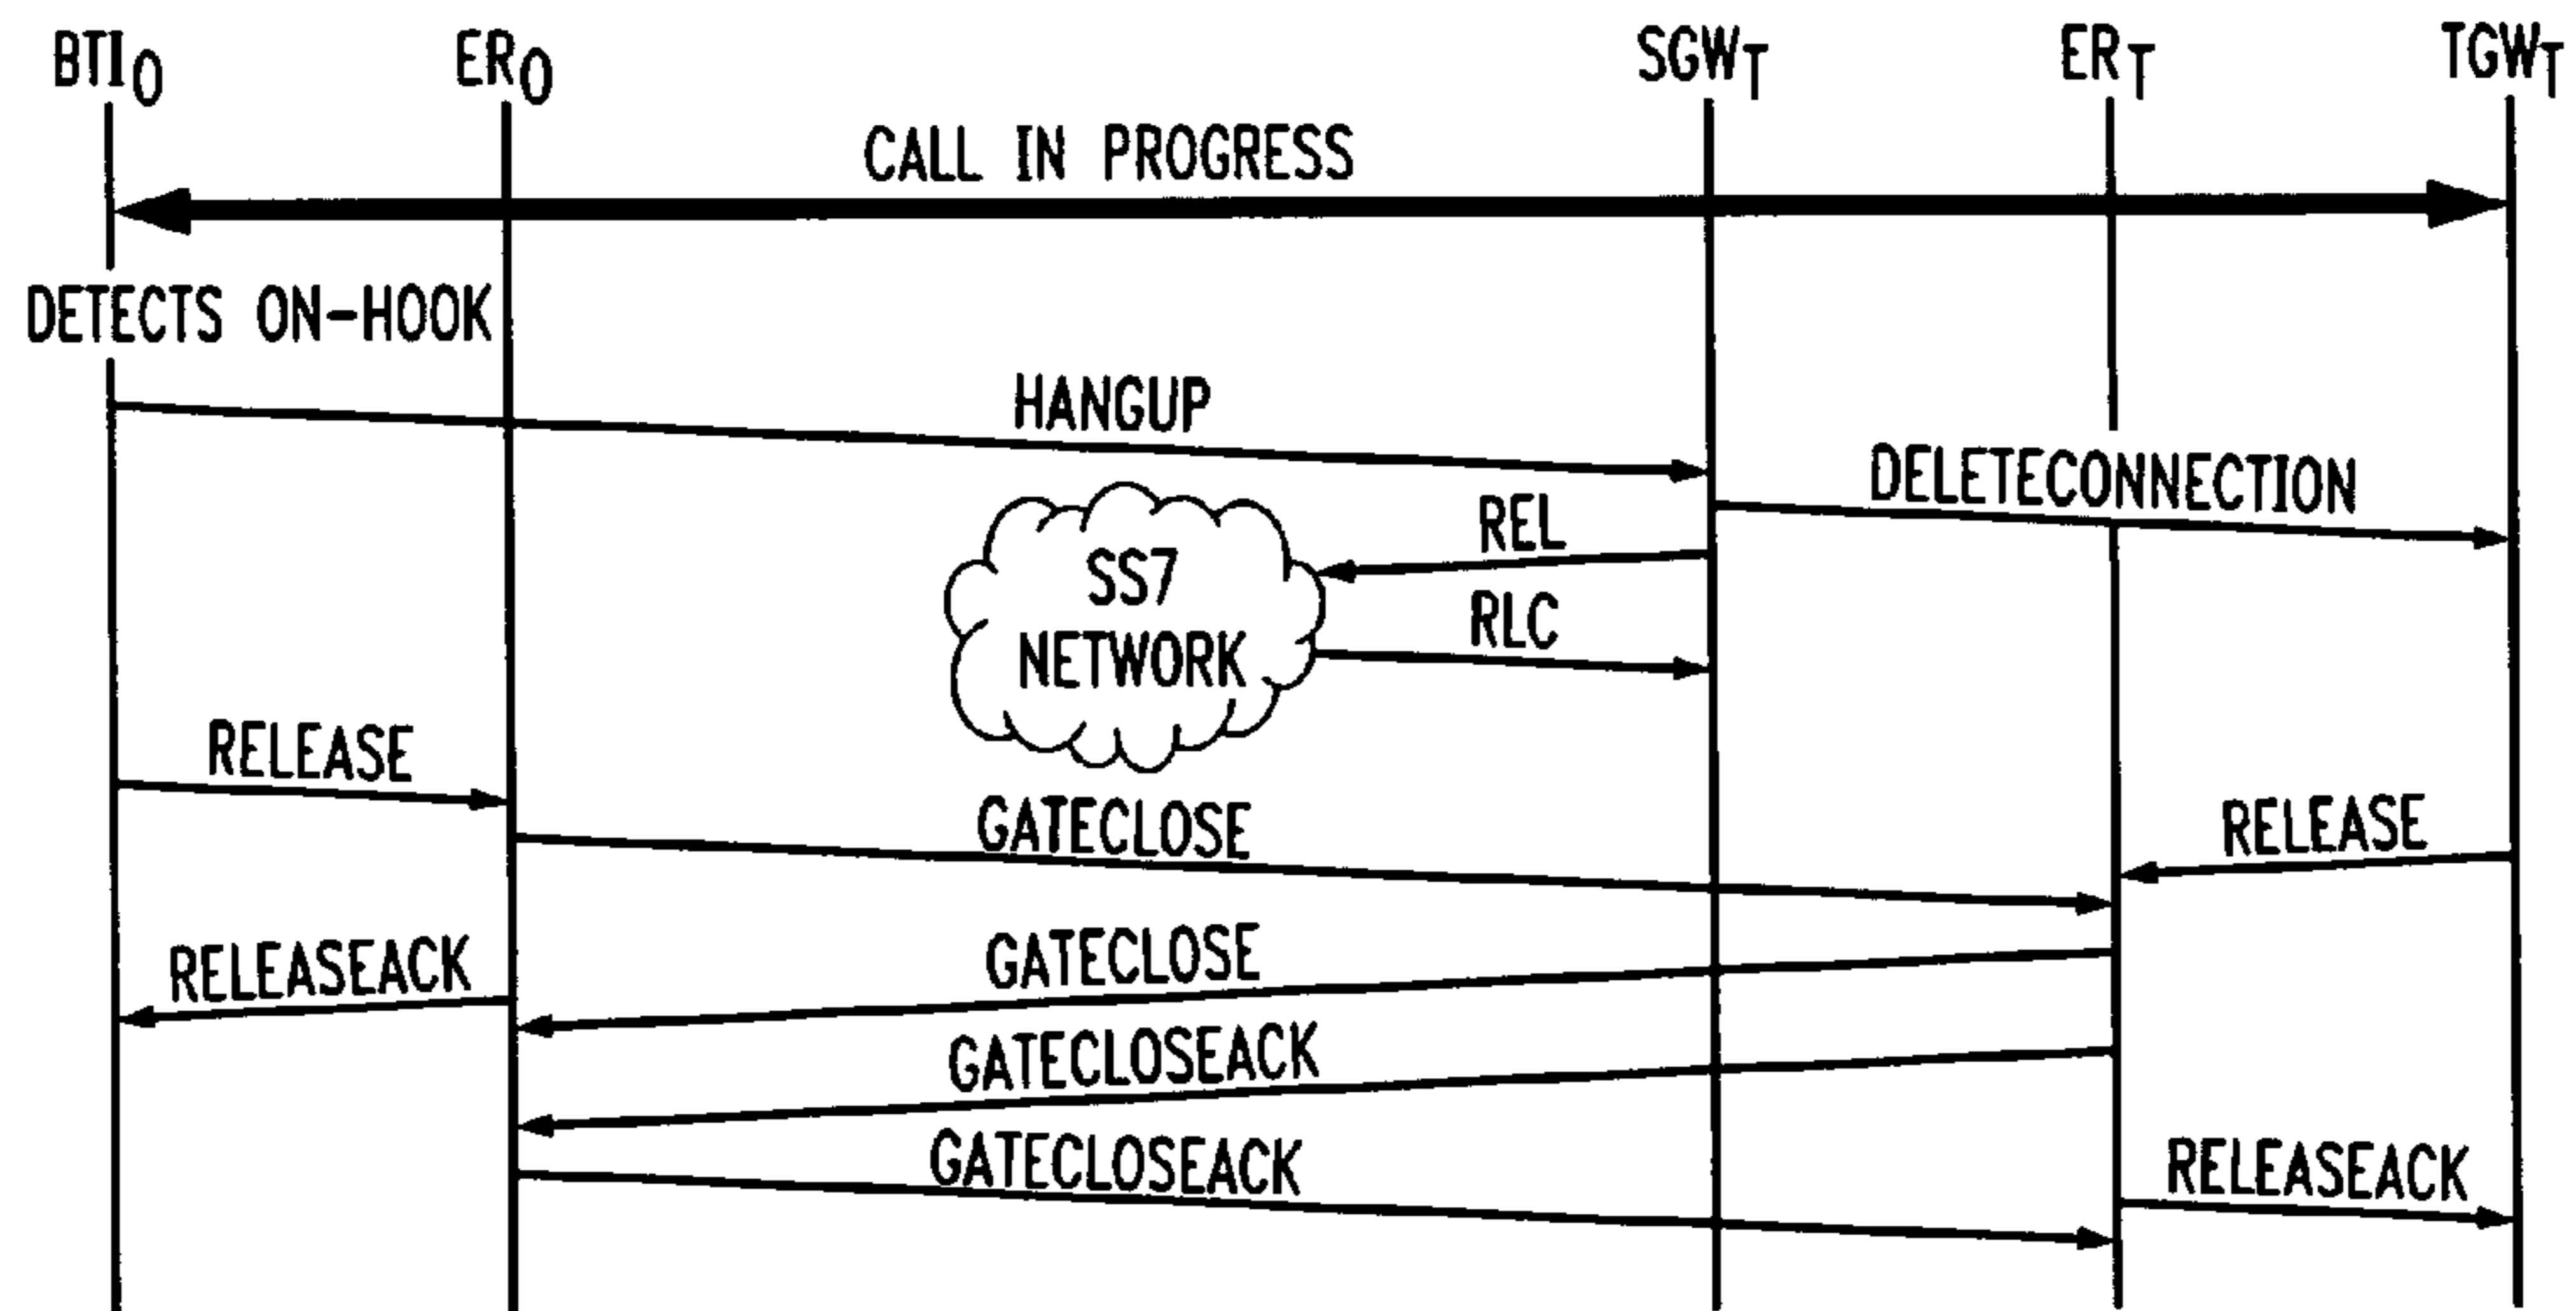 BTI0 ER0 SGWT ERT TGWT
CALL IN PROGRESS
DETECTS ON-HOOK
HANGUP
DELETECONNECTION
REL
SS7
NETWORK
RLC
RELEASE
GATECLOSE
RELEASE
RELEASEACK
GATECLOSE
GATECLOSEACK
GATECLOSEACK
RELEASEACK